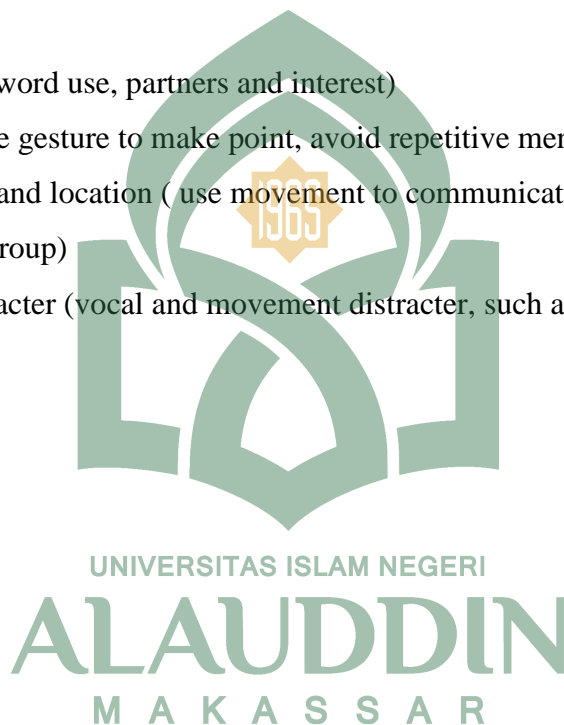 word use, partners and interest)
e gesture to make point, avoid repetitive
and location ( use movement to communicat
roup)
acter (vocal and movement distracter, such a
1965
UNIVERSITAS ISLAM NEGERI
ALAUDDIN
MAKASSAR